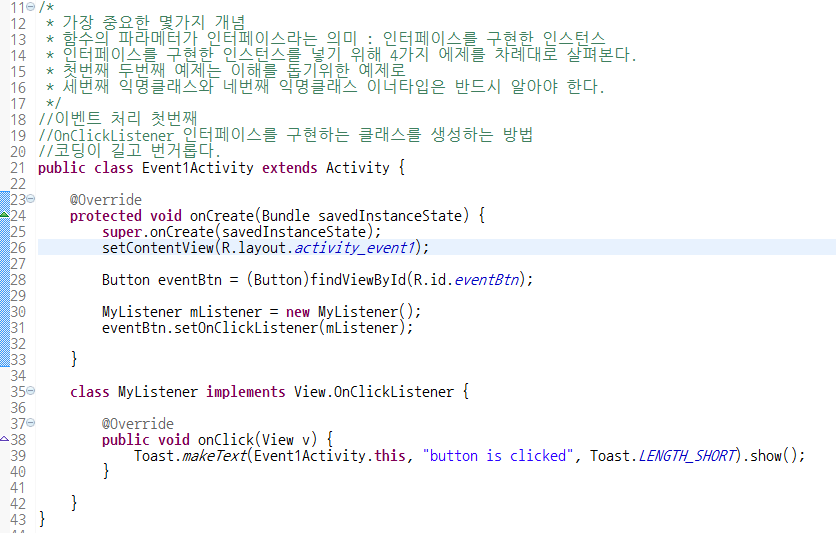 11 /*
12  * 가장 중요한 몇가지 개념
13  * 함수의 파라메터가 인터페이스라는 의미 : 인터페이스를 구현한 인스턴스
14  * 인터페이스를 구현한 인스턴스를 넣기 위해 4가지 에제를 차례대로 살펴본다.
15  * 첫번째 두번째 예제는 이해를 돕기위한 예제로
16  * 세번째 익명클래스와 네번째 익명클래스 이너타입은 반드시 알아야 한다.
17  */
18 //이벤트 처리 첫번째
19 //OnClickListener 인터페이스를 구현하는 클래스를 생성하는 방법
20 //코딩이 길고 번거롭다.
21 public class Event1Activity extends Activity {
22
23     @Override
24     protected void onCreate(Bundle savedInstanceState) {
25         super.onCreate(savedInstanceState);
26         setContentView(R.layout.activity_event1);
27
28         Button eventBtn = (Button)findViewById(R.id.eventBtn);
29
30         MyListener mListener = new MyListener();
31         eventBtn.setOnClickListener(mListener);
32
33     }
34
35     class MyListener implements View.OnClickListener {
36
37         @Override
38         public void onClick(View v) {
39             Toast.makeText(Event1Activity.this, "button is clicked", Toast.LENGTH_SHORT).show();
40         }
41
42     }
43 }